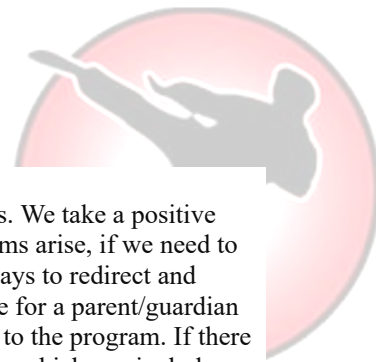 s. We take a positive
ms arise, if we need to
ays to redirect and
e for a parent/guardian
to the program. If there